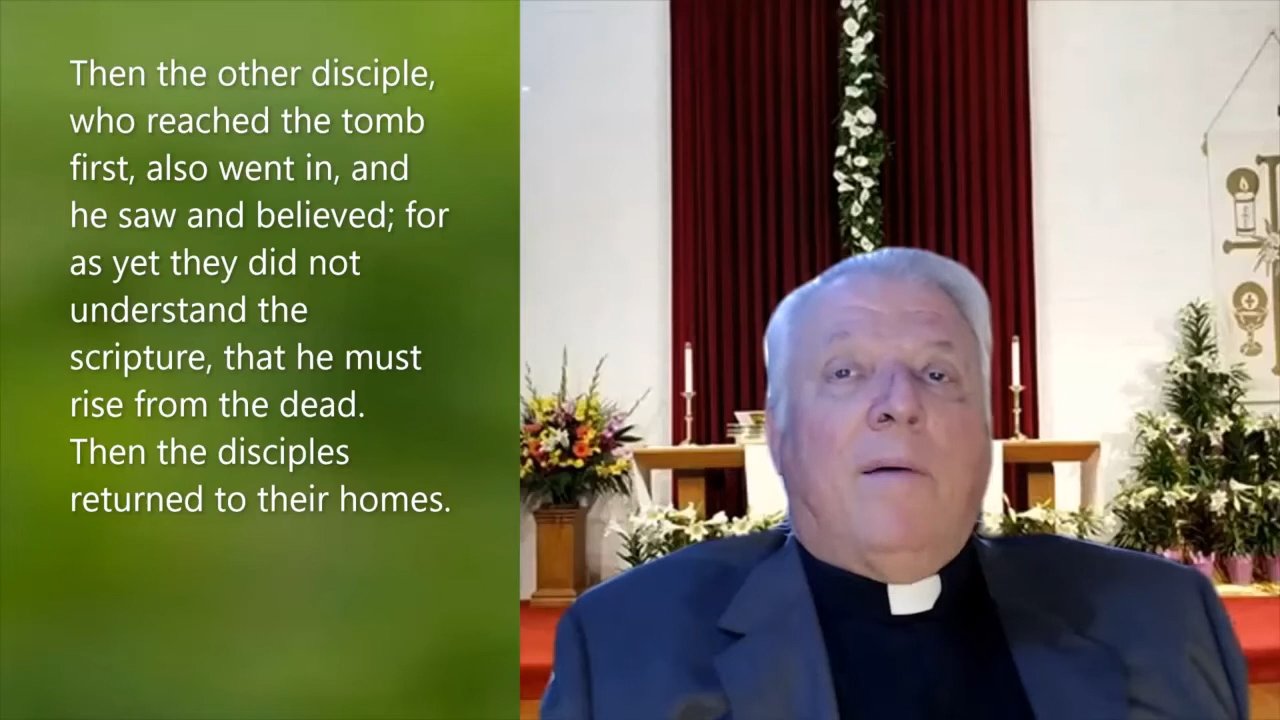 Then the other disciple,
who reached the tomb
first, also went in, and
he saw and believed; for
as yet they did not
understand the
scripture, that he must
rise from the dead.
Then the disciples
returned to their homes.